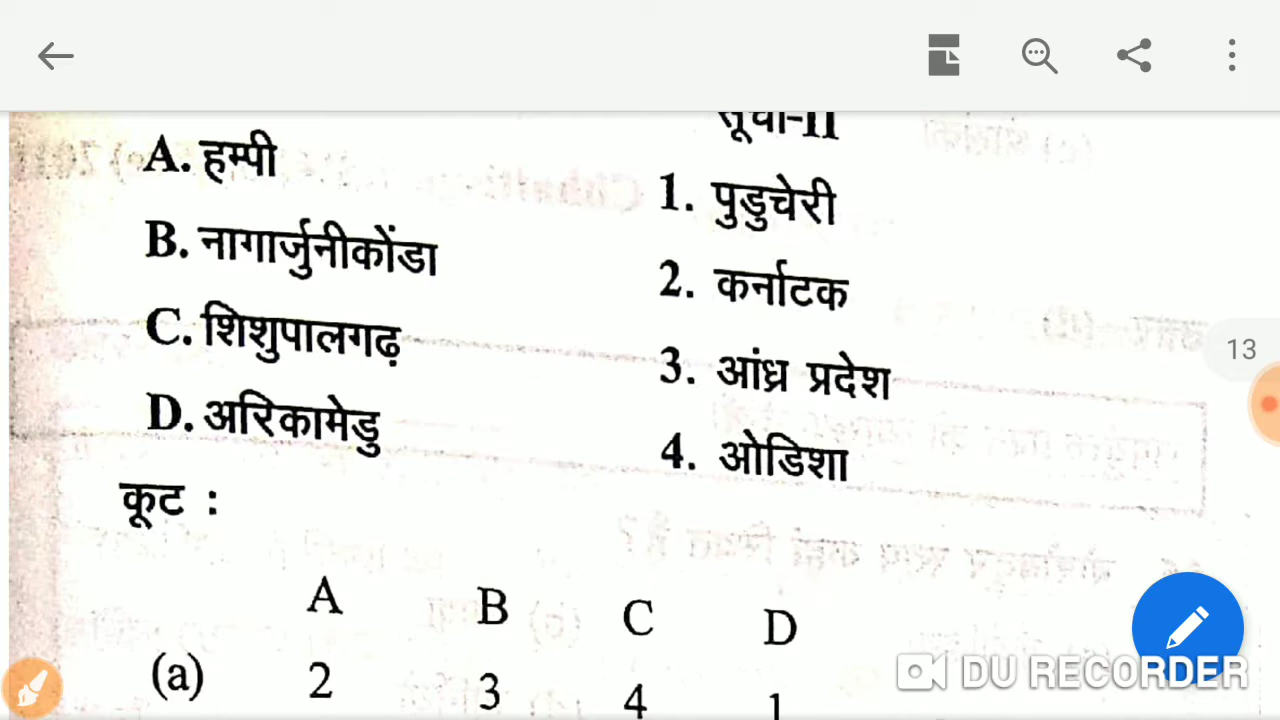 सूची-II
A. हम्पी
1. पुडुचेरी
B. नागार्जुनीकोंडा
2. कर्नाटक
13
C. शिशुपालगढ़
3. आंध्र प्रदेश
D. अरिकामेडु
4. ओडिशा
कूट :
A B C D
(a) 2 3 4 1
DU RECORDER